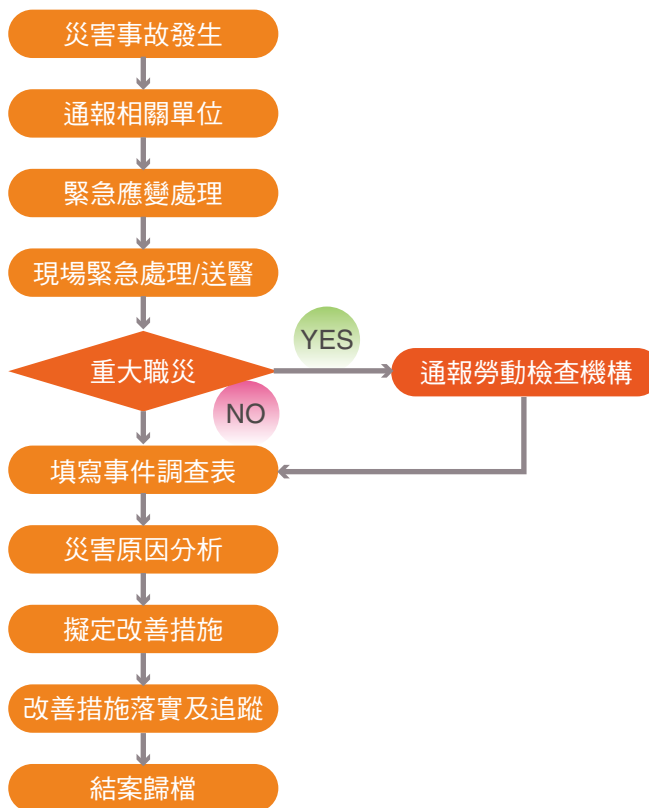 災害事故發生
通報相關單位
緊急應變處理
現場緊急處理/送醫
YES
重大職災
通報勞動檢查機構
NO
填寫事件調查表
災害原因分析
擬定改善措施
改善措施落實及追蹤
結案歸檔